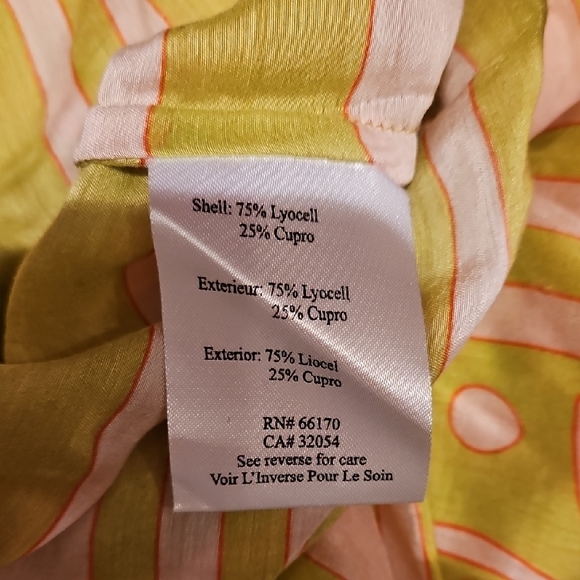 Shell: 75% Lyocell
25% Cupro
Exterieur: 75% Lyocell
25% Cupro
Exterior: 75% Liocel
25% Cupro
RN# 66170
CA# 32054
See reverse for care
Voir L'Inverse Pour Le Soin